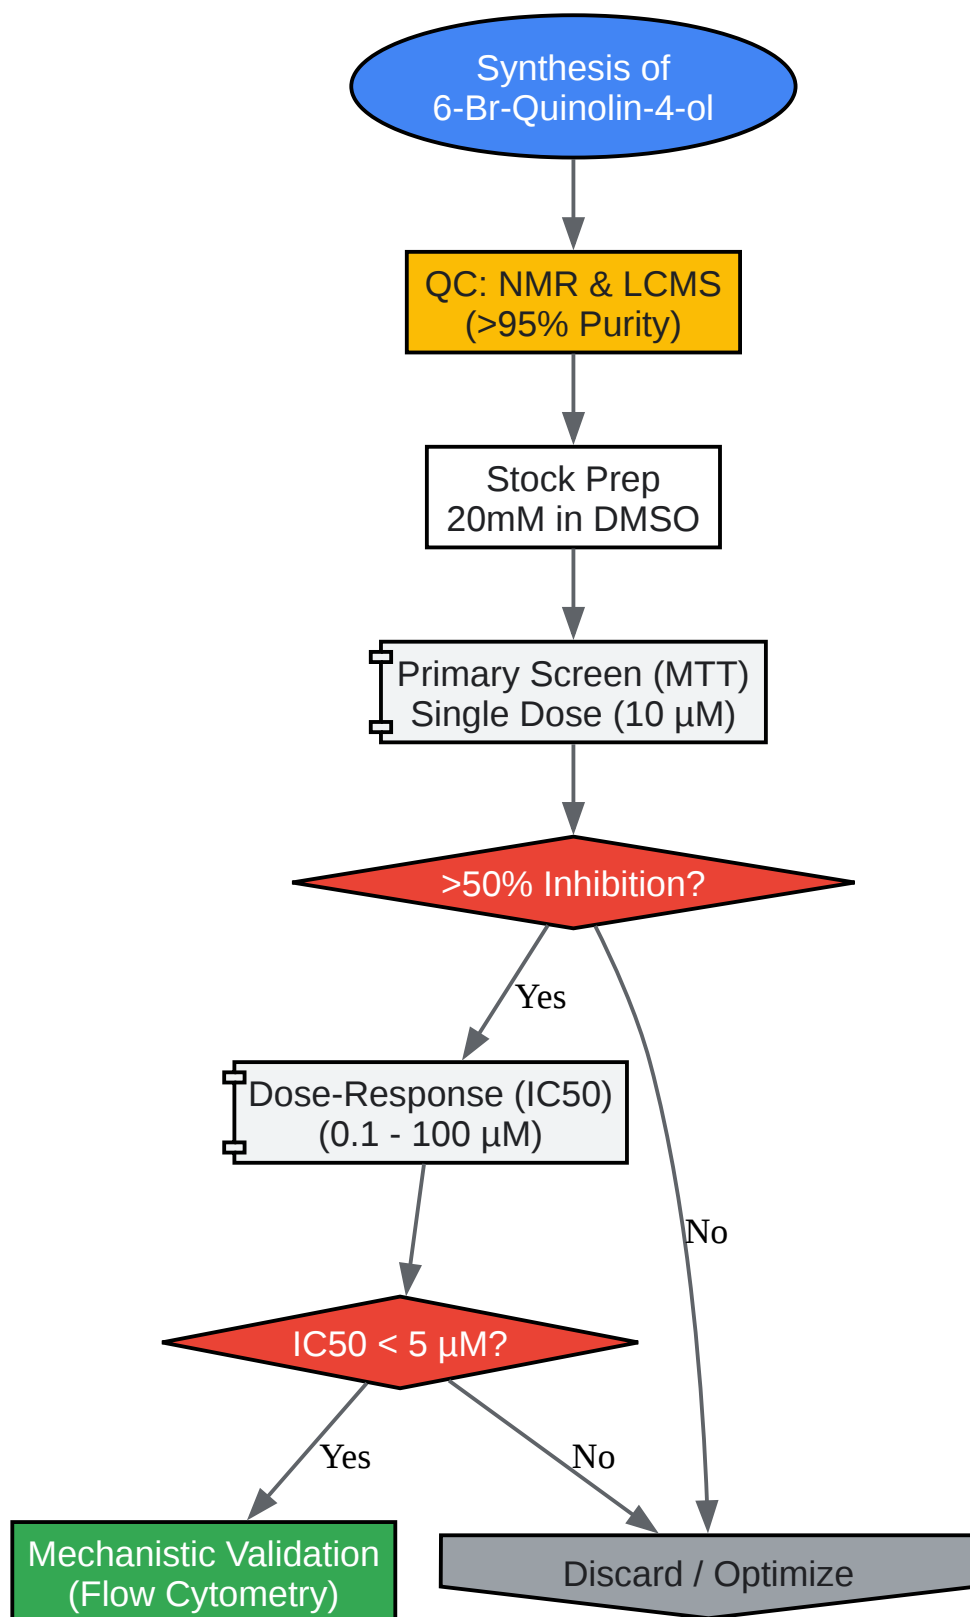 Synthesis of
6-Br-Quinolin-4-ol
QC: NMR & LCMS
(>95% Purity)
Stock Prep
20mM in DMSO
Primary Screen (MTT)
Single Dose (10 µM)
>50% Inhibition?
Yes
Dose-Response (IC50)
(0.1 - 100 µM)
No
IC50 < 5 µM?
Yes
No
Mechanistic Validation
(Flow Cytometry)
Discard / Optimize